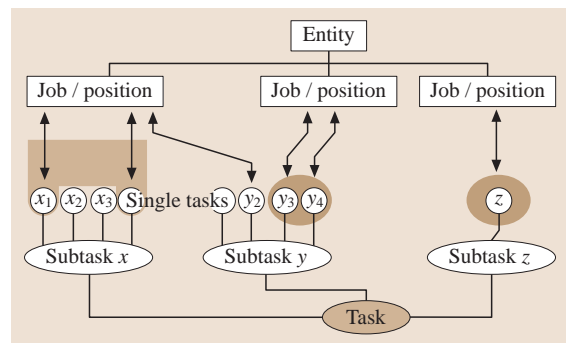 Entity
Job / position
Job / position
Job / position
x1
x2
x3
Single tasks
y2
y3
y4
z
Subtask x
Subtask y
Subtask z
Task